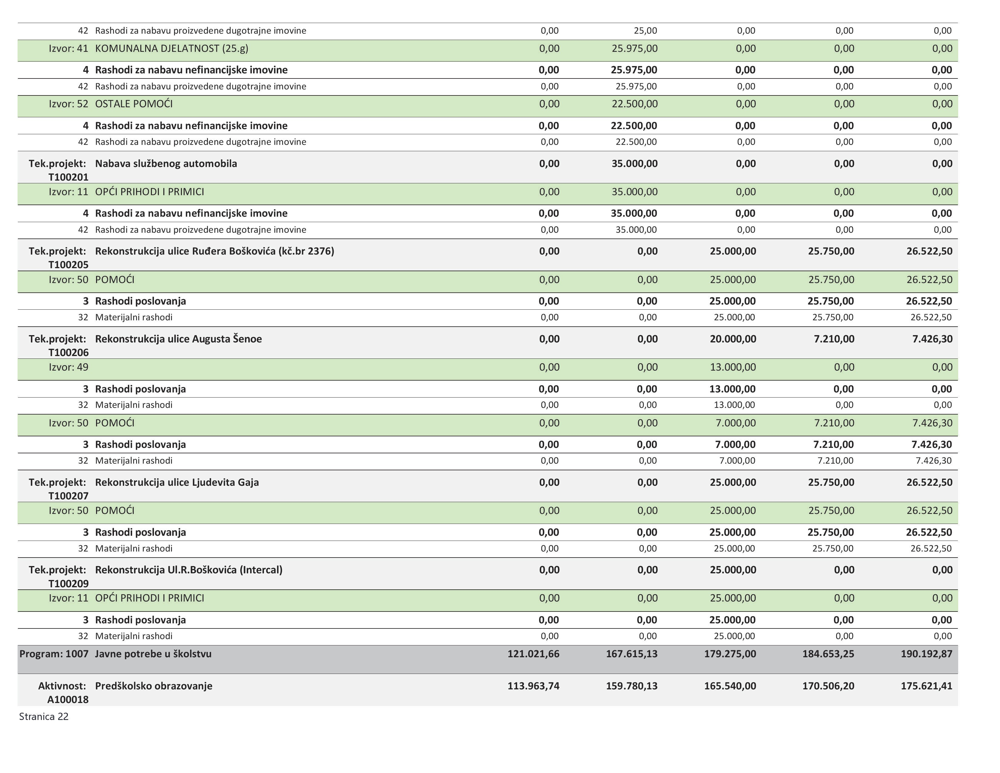 42 Rashodi za nabavu proizvedene dugotrajne imovine 0,00 25,00 0,00 0,00 0,00
Izvor: 41 KOMUNALNA DJELATNOST (25.g) 0,00 25.975,00 0,00 0,00 0,00
4 Rashodi za nabavu nefinancijske imovine 0,00 25.975,00 0,00 0,00 0,00
42 Rashodi za nabavu proizvedene dugotrajne imovine 0,00 25.975,00 0,00 0,00 0,00
Izvor: 52 OSTALE POMOĆI 0,00 22.500,00 0,00 0,00 0,00
4 Rashodi za nabavu nefinancijske imovine 0,00 22.500,00 0,00 0,00 0,00
42 Rashodi za nabavu proizvedene dugotrajne imovine 0,00 22.500,00 0,00 0,00 0,00
Tek.projekt: Nabava službenog automobila 0,00 35.000,00 0,00 0,00 0,00
T100201
Izvor: 11 OPĆI PRIHODI I PRIMICI 0,00 35.000,00 0,00 0,00 0,00
4 Rashodi za nabavu nefinancijske imovine 0,00 35.000,00 0,00 0,00 0,00
42 Rashodi za nabavu proizvedene dugotrajne imovine 0,00 35.000,00 0,00 0,00 0,00
Tek.projekt: Rekonstrukcija ulice Ruđera Boškovića (kč.br 2376) 0,00 0,00 25.000,00 25.750,00 26.522,50
T100205
Izvor: 50 POMOĆI 0,00 0,00 25.000,00 25.750,00 26.522,50
3 Rashodi poslovanja 0,00 0,00 25.000,00 25.750,00 26.522,50
32 Materijalni rashodi 0,00 0,00 25.000,00 25.750,00 26.522,50
Tek.projekt: Rekonstrukcija ulice Augusta Šenoe 0,00 0,00 20.000,00 7.210,00 7.426,30
T100206
Izvor: 49 0,00 0,00 13.000,00 0,00 0,00
3 Rashodi poslovanja 0,00 0,00 13.000,00 0,00 0,00
32 Materijalni rashodi 0,00 0,00 13.000,00 0,00 0,00
Izvor: 50 POMOĆI 0,00 0,00 7.000,00 7.210,00 7.426,30
3 Rashodi poslovanja 0,00 0,00 7.000,00 7.210,00 7.426,30
32 Materijalni rashodi 0,00 0,00 7.000,00 7.210,00 7.426,30
Tek.projekt: Rekonstrukcija ulice Ljudevita Gaja 0,00 0,00 25.000,00 25.750,00 26.522,50
T100207
Izvor: 50 POMOĆI 0,00 0,00 25.000,00 25.750,00 26.522,50
3 Rashodi poslovanja 0,00 0,00 25.000,00 25.750,00 26.522,50
32 Materijalni rashodi 0,00 0,00 25.000,00 25.750,00 26.522,50
Tek.projekt: Rekonstrukcija Ul.R.Boškovića (Intercal) 0,00 0,00 25.000,00 0,00 0,00
T100209
Izvor: 11 OPĆI PRIHODI I PRIMICI 0,00 0,00 25.000,00 0,00 0,00
3 Rashodi poslovanja 0,00 0,00 25.000,00 0,00 0,00
32 Materijalni rashodi 0,00 0,00 25.000,00 0,00 0,00
Program: 1007 Javne potrebe u školstvu 121.021,66 167.615,13 179.275,00 184.653,25 190.192,87
Aktivnost: Predškolsko obrazovanje 113.963,74 159.780,13 165.540,00 170.506,20 175.621,41
A100018
Stranica 22